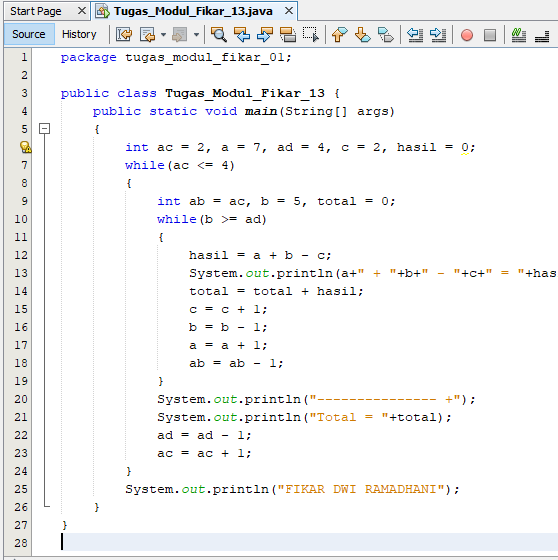 Start Page Tugas_Modul_Fikar_13.java
Source History
1 package tugas_modul_fikar_01;
2
3 public class Tugas_Modul_Fikar_13 {
4 public static void main(String[] args)
5 {
int ac = 2, a = 7, ad = 4, c = 2, hasil = 0;
7 while(ac <= 4)
8 {
9 int ab = ac, b = 5, total = 0;
10 while(b >= ad)
11 {
12 hasil = a + b - c;
13 System.out.println(a+" + "+b+" - "+c+" = "+has
14 total = total + hasil;
15 c = c + 1;
16 b = b - 1;
17 a = a + 1;
18 ab = ab - 1;
19 }
20 System.out.println("--------------- +");
21 System.out.println("Total = "+total);
22 ad = ad - 1;
23 ac = ac + 1;
24 }
25 System.out.println("FIKAR DWI RAMADHANI");
26 }
27 }
28